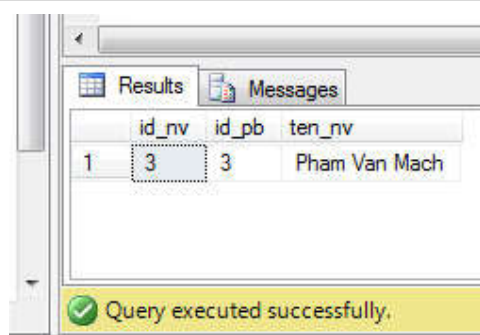 Results Messages
id_nv id_pb ten_nv
1 3 3 Pham Van Mach
Query executed successfully.